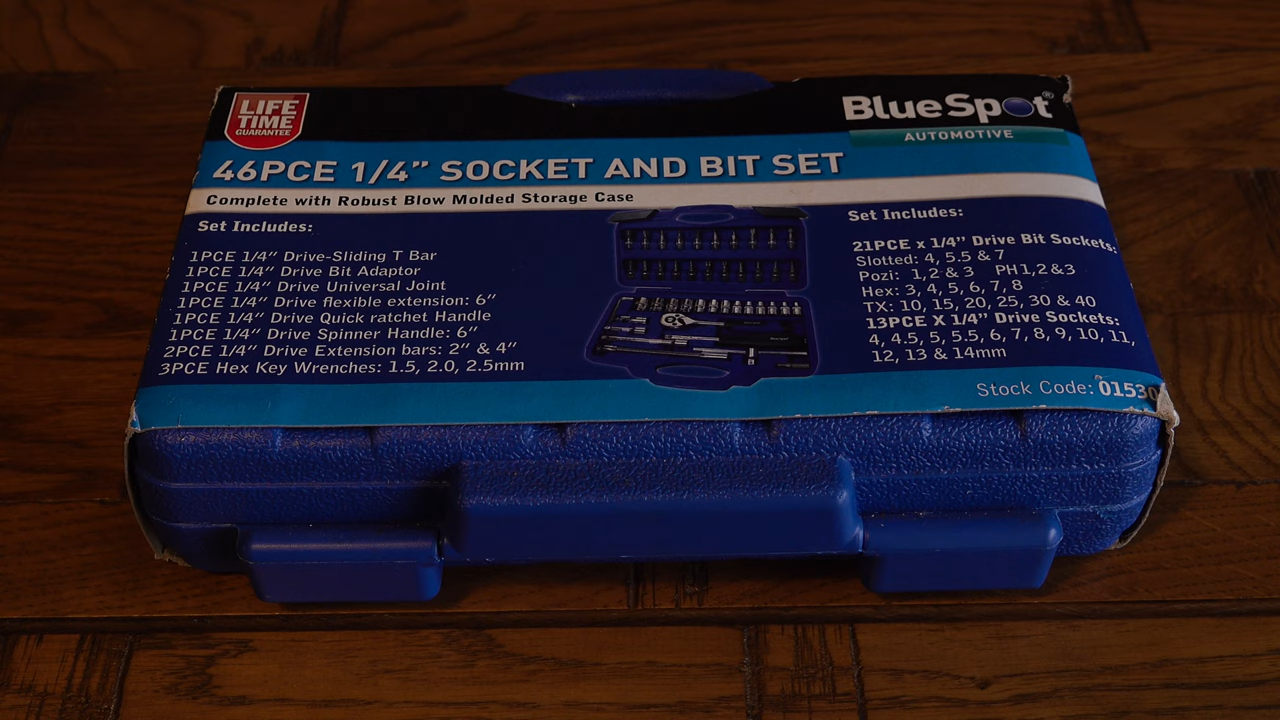 LIFE
TIME
GUARANTEE
BlueSpot®
AUTOMOTIVE
46PCE 1/4” SOCKET AND BIT SET
Complete with Robust Blow Molded Storage Case
Set Includes:
1PCE 1/4” Drive-Sliding T Bar
1PCE 1/4” Drive Bit Adaptor
1PCE 1/4” Drive Universal Joint
1PCE 1/4” Drive flexible extension: 6”
1PCE 1/4” Drive Quick ratchet Handle
1PCE 1/4” Drive Spinner Handle: 6”
2PCE 1/4” Drive Extension bars: 2” & 4”
3PCE Hex Key Wrenches: 1.5, 2.0, 2.5mm
Set Includes:
21PCE x 1/4” Drive Bit Sockets:
Slotted: 4, 5.5 & 7
Pozi: 1, 2 & 3 PH1,2 &3
Hex: 3, 4, 5, 6, 7, 8
TX: 10, 15, 20, 25, 30 & 40
13PCE X 1/4” Drive Sockets:
4, 4.5, 5, 5.5, 6, 7, 8, 9, 10, 11,
12, 13 & 14mm
Stock Code: 01530